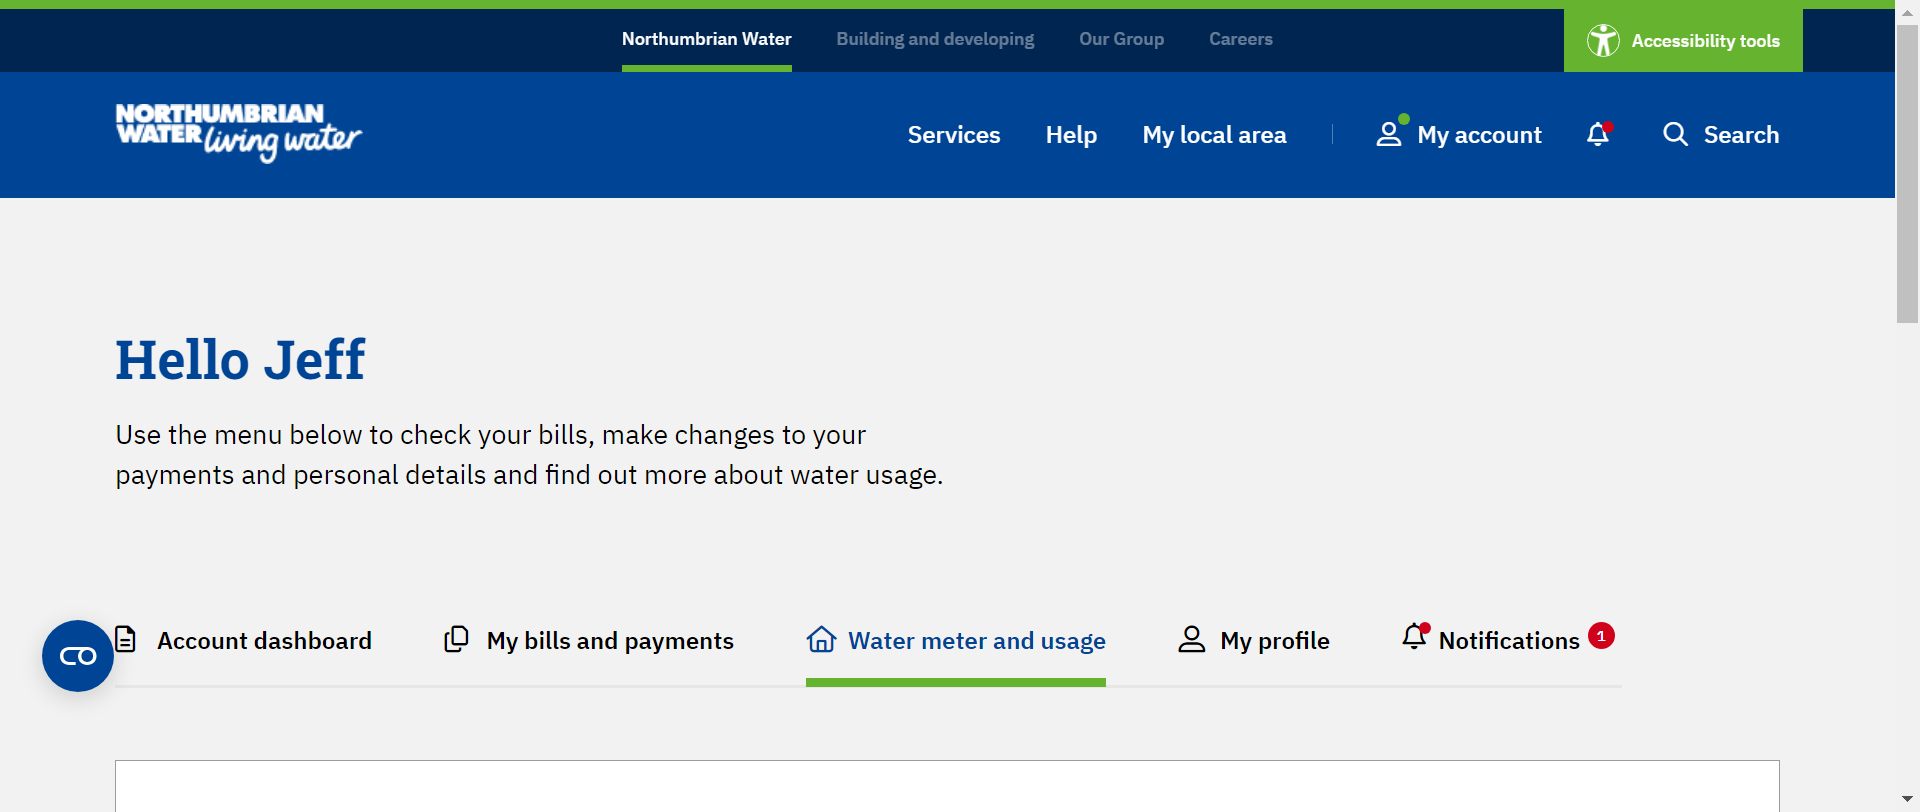 Northumbrian Water Building and developing Our Group Careers Accessibility tools
NORTHUMBRIAN
WATER living water
Services Help My local area My account Search
Hello Jeff
Use the menu below to check your bills, make changes to your
payments and personal details and find out more about water usage.
Account dashboard My bills and payments Water meter and usage My profile Notifications 1